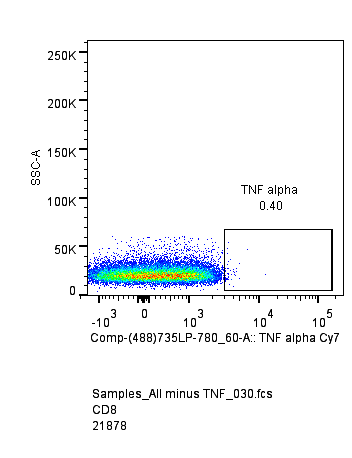 250K
200K
150K
100K
50K
0
SSC-A
TNF alpha
0.40
-10^3
0
10^3
10^4
10^5
Comp-(488)735LP-780_60-A:: TNF alpha Cy7
Samples_All minus TNF_030.fcs
CD8
21878